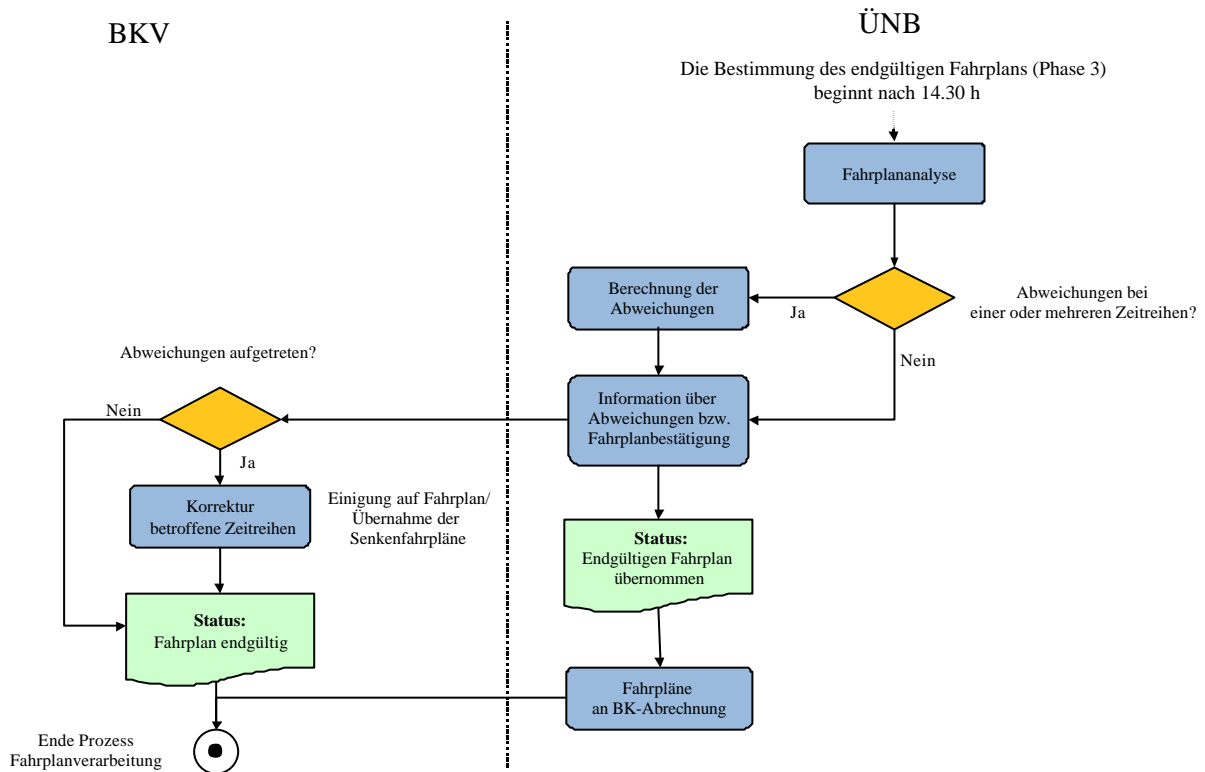 BKV
ÜNB
Die Bestimmung des endgültigen Fahrplans (Phase 3)
beginnt nach 14.30 h
Fahrplananalyse
Berechnung der
Abweichungen
Ja
Abweichungen bei
einer oder mehreren Zeitreihen?
Nein
Abweichungen aufgetreten?
Nein
Information über
Abweichungen bzw.
Fahrplanbestätigung
Ja
Korrektur
betroffene Zeitreihen
Einigung auf Fahrplan/
Übernahme der
Senkenfahrpläne
Status:
Endgültigen Fahrplan
übernommen
Status:
Fahrplan endgültig
Fahrpläne
an BK-Abrechnung
Ende Prozess
Fahrplanverarbeitung